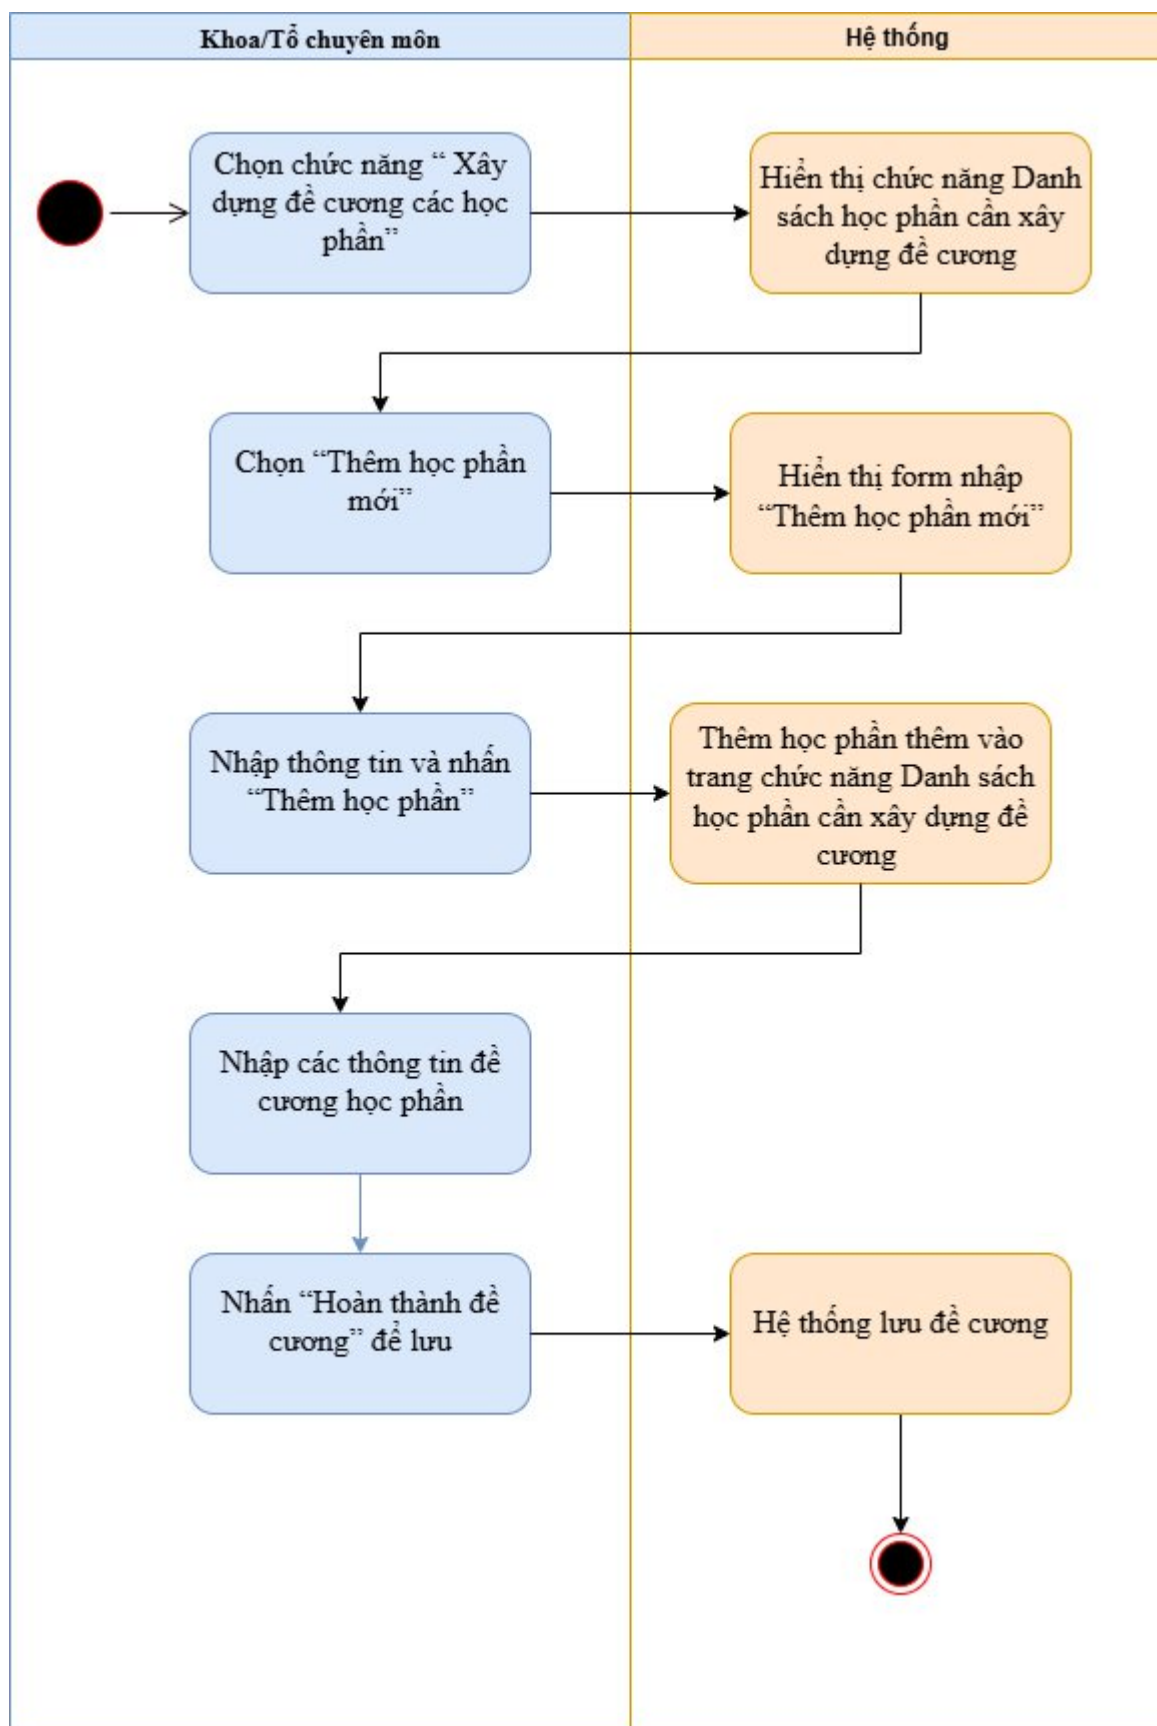 Khoa/Tổ chuyên môn
Hệ thống
Chọn chức năng “ Xây
dựng đề cương các học
phần”
Hiển thị chức năng Danh
sách học phần cần xây
dựng đề cương
Chọn “Thêm học phần
mới”
Hiển thị form nhập
“Thêm học phần mới”
Nhập thông tin và nhấn
“Thêm học phần”
Thêm học phần thêm vào
trang chức năng Danh sách
học phần cần xây dựng đề
cương
Nhập các thông tin đề
cương học phần
Nhấn “Hoàn thành đề
cương” để lưu
Hệ thống lưu đề cương